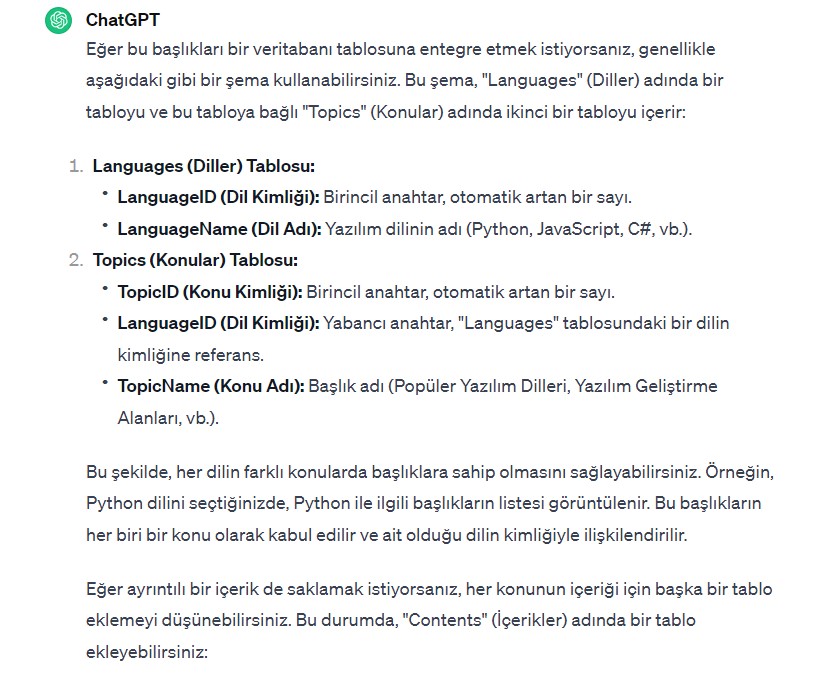 ChatGPT
Eğer bu başlıkları bir veritabanı tablosuna entegre etmek istiyorsanız, genellikle
aşağıdaki gibi bir şema kullanabilirsiniz. Bu şema, "Languages" (Diller) adında bir
tabloyu ve bu tabloya bağlı "Topics" (Konular) adında ikinci bir tabloyu içerir:
1. Languages (Diller) Tablosu:
• LanguageID (Dil Kimliği): Birincil anahtar, otomatik artan bir sayı.
• LanguageName (Dil Adı): Yazılım dilinin adı (Python, JavaScript, C#, vb.).
2. Topics (Konular) Tablosu:
• TopicID (Konu Kimliği): Birincil anahtar, otomatik artan bir sayı.
• LanguageID (Dil Kimliği): Yabancı anahtar, "Languages" tablosundaki bir dilin
kimliğine referans.
• TopicName (Konu Adı): Başlık adı (Popüler Yazılım Dilleri, Yazılım Geliştirme
Alanları, vb.).
Bu şekilde, her dilin farklı konularda başlıklara sahip olmasını sağlayabilirsiniz. Örneğin,
Python dilini seçtiğinizde, Python ile ilgili başlıkların listesi görüntülenir. Bu başlıkların
her biri bir konu olarak kabul edilir ve ait olduğu dilin kimliğiyle ilişkilendirilir.
Eğer ayrıntılı bir içerik de saklamak istiyorsanız, her konunun içeriği için başka bir tablo
eklemeyi düşünebilirsiniz. Bu durumda, "Contents" (İçerikler) adında bir tablo
ekleyebilirsiniz: